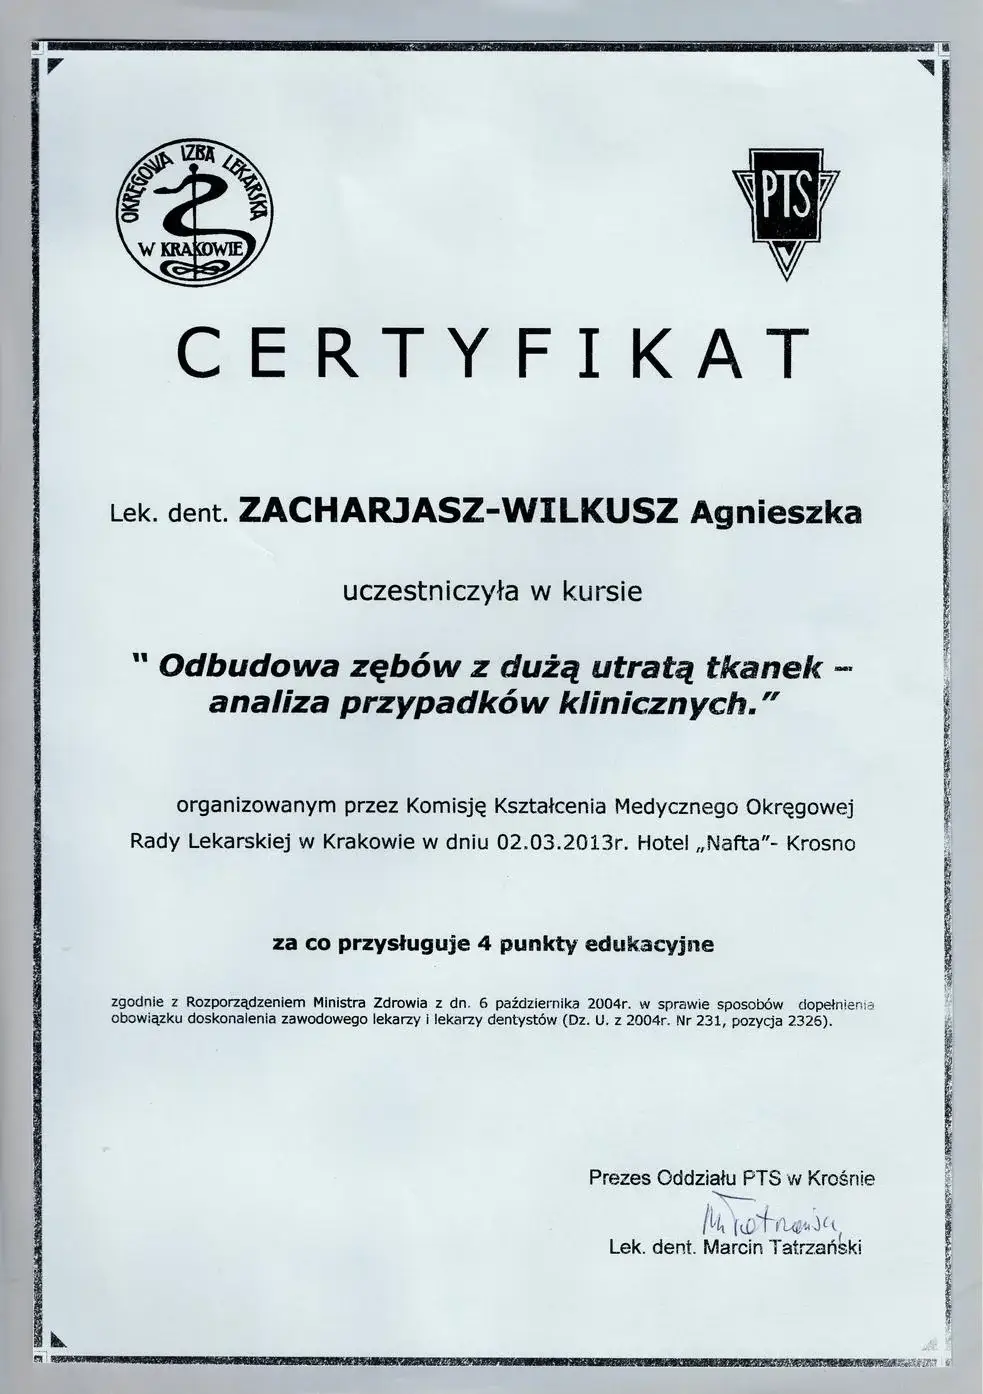 OKRĘGOWA IZBA LEKARSKA
W KRAKOWIE
PTS
CERTYFIKAT
Lek. dent. ZACHARJASZ-WILKUSZ Agnieszka
uczestniczyła w kursie
" Odbudowa zębów z dużą utratą tkanek –
analiza przypadków klinicznych."
organizowanym przez Komisję Kształcenia Medycznego Okręgowej
Rady Lekarskiej w Krakowie w dniu 02.03.2013r. Hotel „Nafta"- Krosno
za co przysługuje 4 punkty edukacyjne
zgodnie z Rozporządzeniem Ministra Zdrowia z dn. 6 października 2004r. w sprawie sposobów dopełnienia
obowiązku doskonalenia zawodowego lekarzy i lekarzy dentystów (Dz. U. z 2004r. Nr 231, pozycja 2326).
Prezes Oddziału PTS w Krośnie
Lek. dent. Marcin Tatrzański